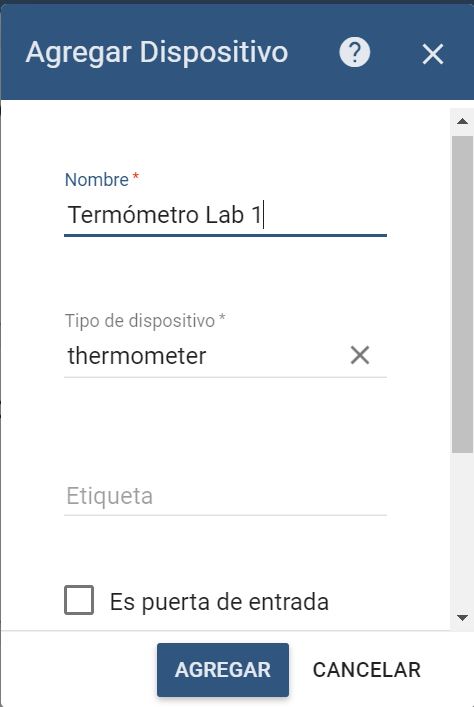 Agregar Dispositivo
Nombre *
Termómetro Lab 1
Tipo de dispositivo *
thermometer
Etiqueta
Es puerta de entrada
AGREGAR CANCELAR